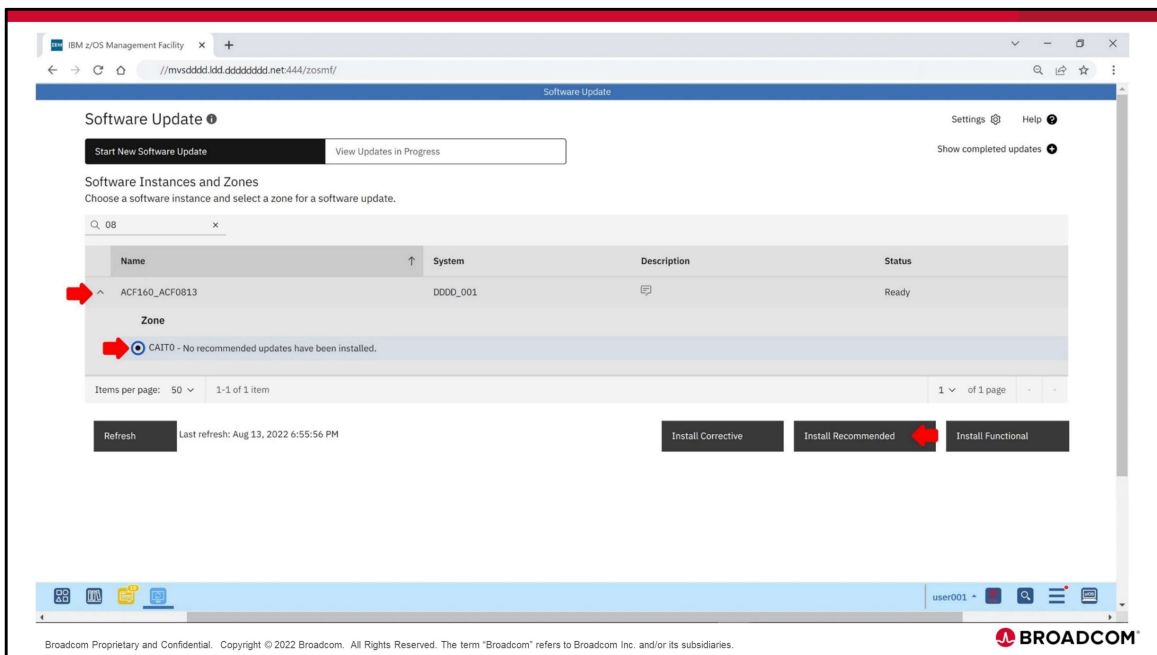 IBM z/OS Management Facility
//mvsdddd.ldd.dddddddd.net:444/zosmf/
Software Update
Software Update
Settings
Help
Start New Software Update
View Updates in Progress
Show completed updates
Software Instances and Zones
Choose a software instance and select a zone for a software update.
08
Name
System
Description
Status
ACF160_ACF0813
DDDD_001
Ready
Zone
CAIT0 - No recommended updates have been installed.
Items per page: 50
1-1 of 1 item
1 of 1 page
Refresh
Last refresh: Aug 13, 2022 6:55:56 PM
Install Corrective
Install Recommended
Install Functional
user001
Broadcom Proprietary and Confidential. Copyright © 2022 Broadcom. All Rights Reserved. The term “Broadcom” refers to Broadcom Inc. and/or its subsidiaries.
BROADCOM